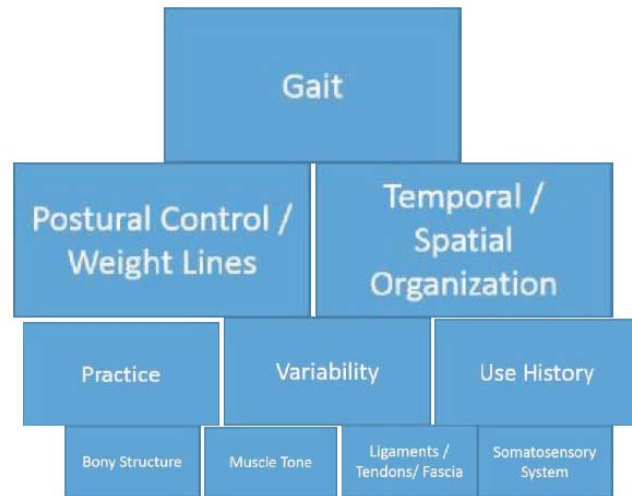 Gait
Postural Control /
Weight Lines
Temporal /
Spatial
Organization
Practice
Variability
Use History
Bony Structure
Muscle Tone
Ligaments /
Tendons/ Fascia
Somatosensory
System